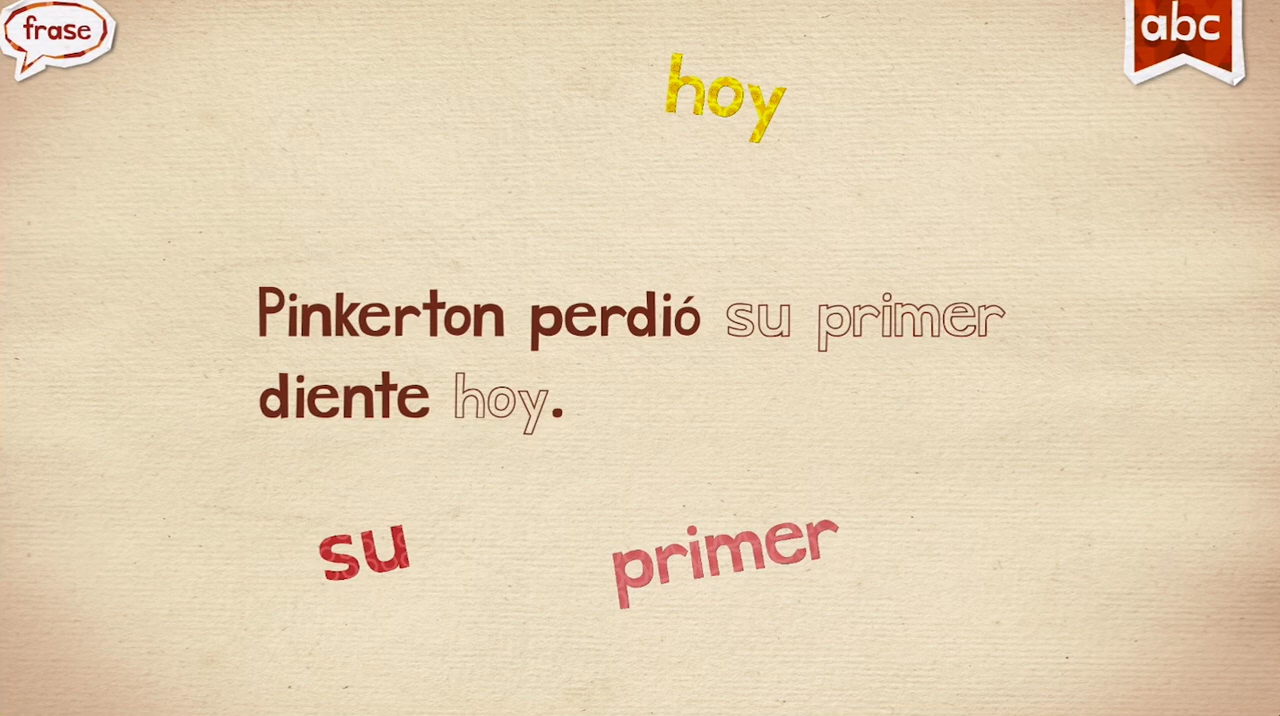 frase
abc
hoy
Pinkerton perdió su primer
diente hoy.
su
primer